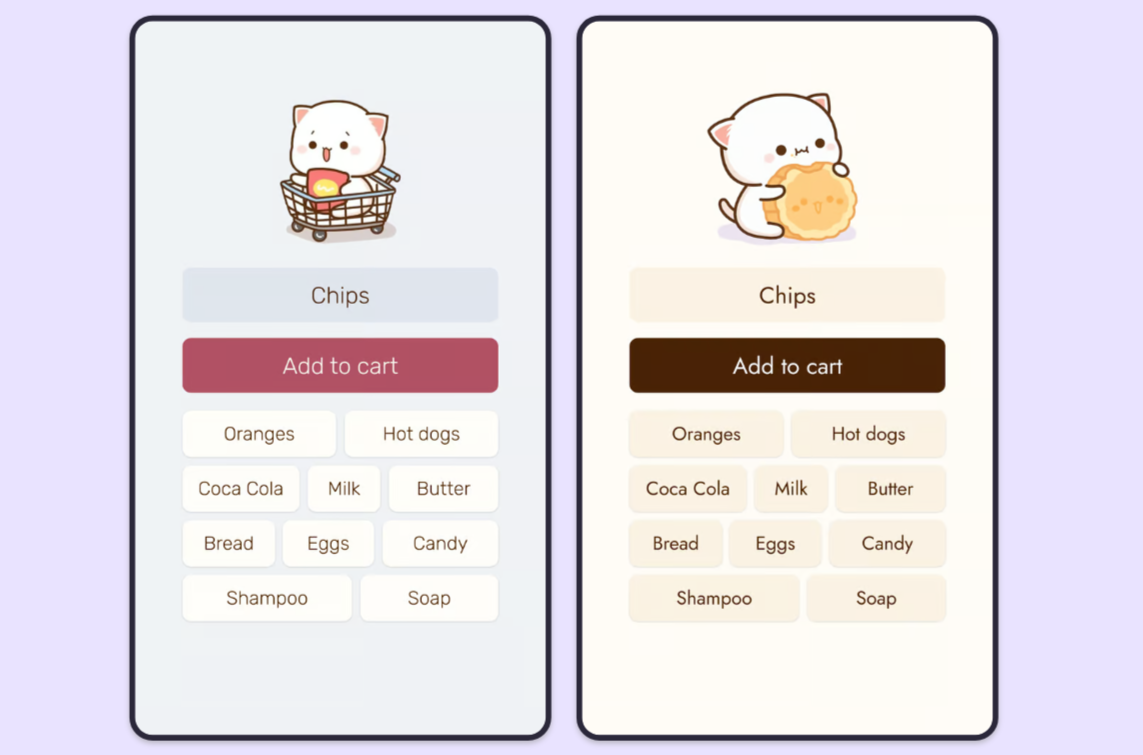 Chips
Add to cart
Oranges
Hot dogs
Coca Cola
Milk
Butter
Bread
Eggs
Candy
Shampoo
Soap
Chips
Add to cart
Oranges
Hot dogs
Coca Cola
Milk
Butter
Bread
Eggs
Candy
Shampoo
Soap